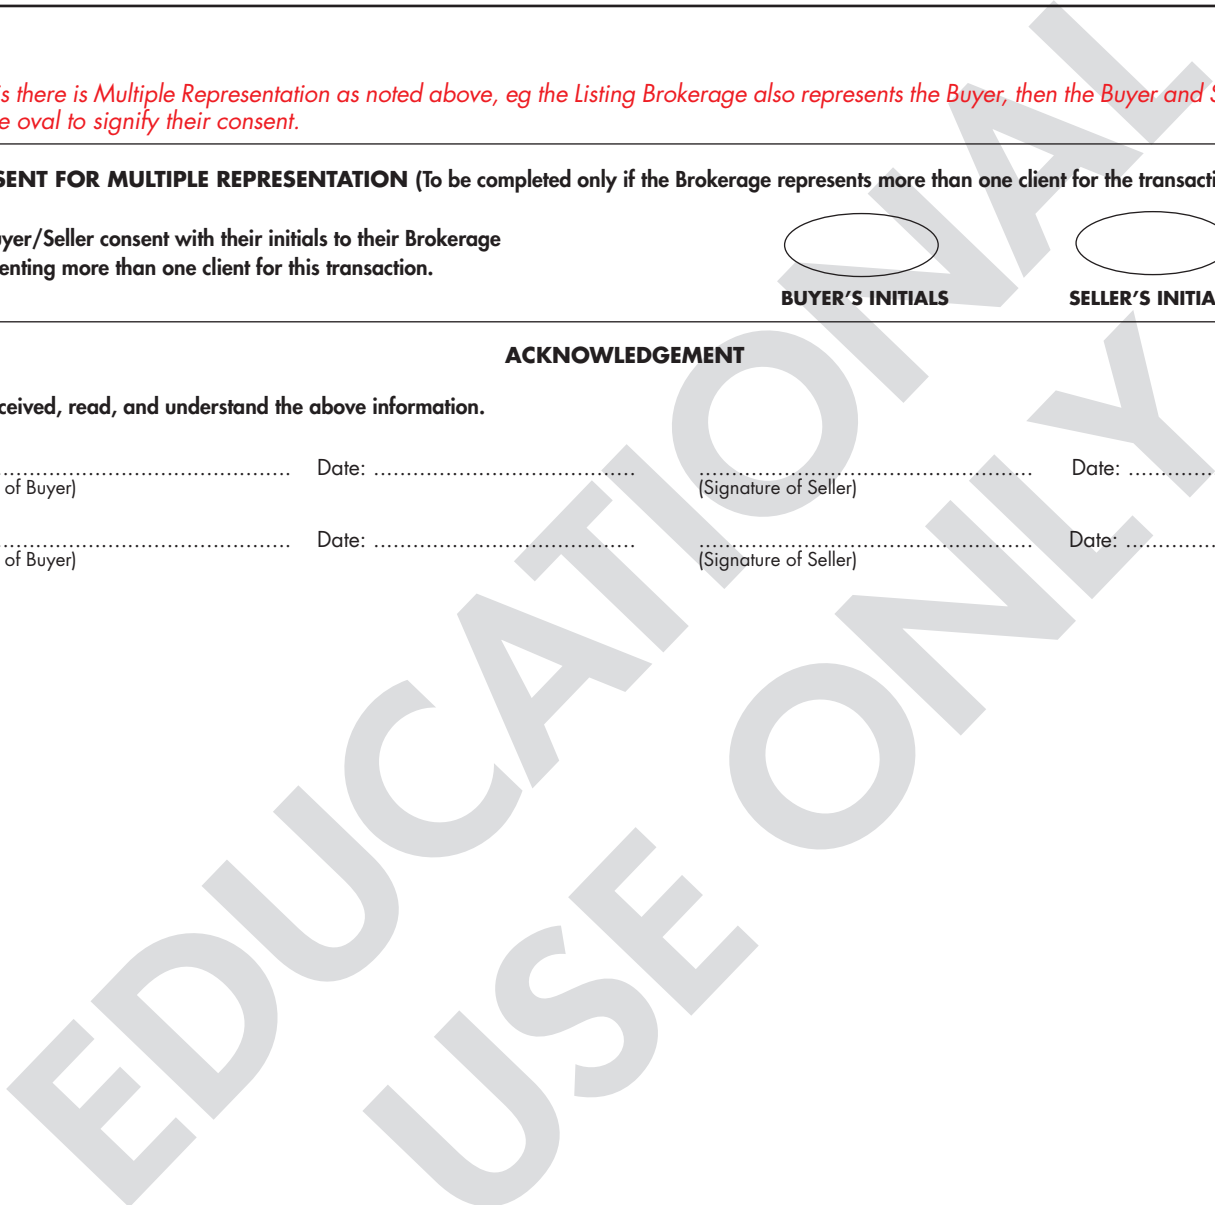 s there is Multiple Representation as noted above, eg the Listing Brokerage also represents the Buyer, then the Buyer and S
e oval to signify their consent.
SENT FOR MULTIPLE REPRESENTATION (To be completed only if the Brokerage represents more than one client for the transacti
yer/Seller consent with their initials to their Brokerage
enting more than one client for this transaction.
BUYER’S INITIALS SELLER’S INITIA
ACKNOWLEDGEMENT
ceived, read, and understand the above information.
Date: Date:
of Buyer) (Signature of Seller)
Date: Date:
of Buyer) (Signature of Seller)
EDUCATIONAL
USE ONLY